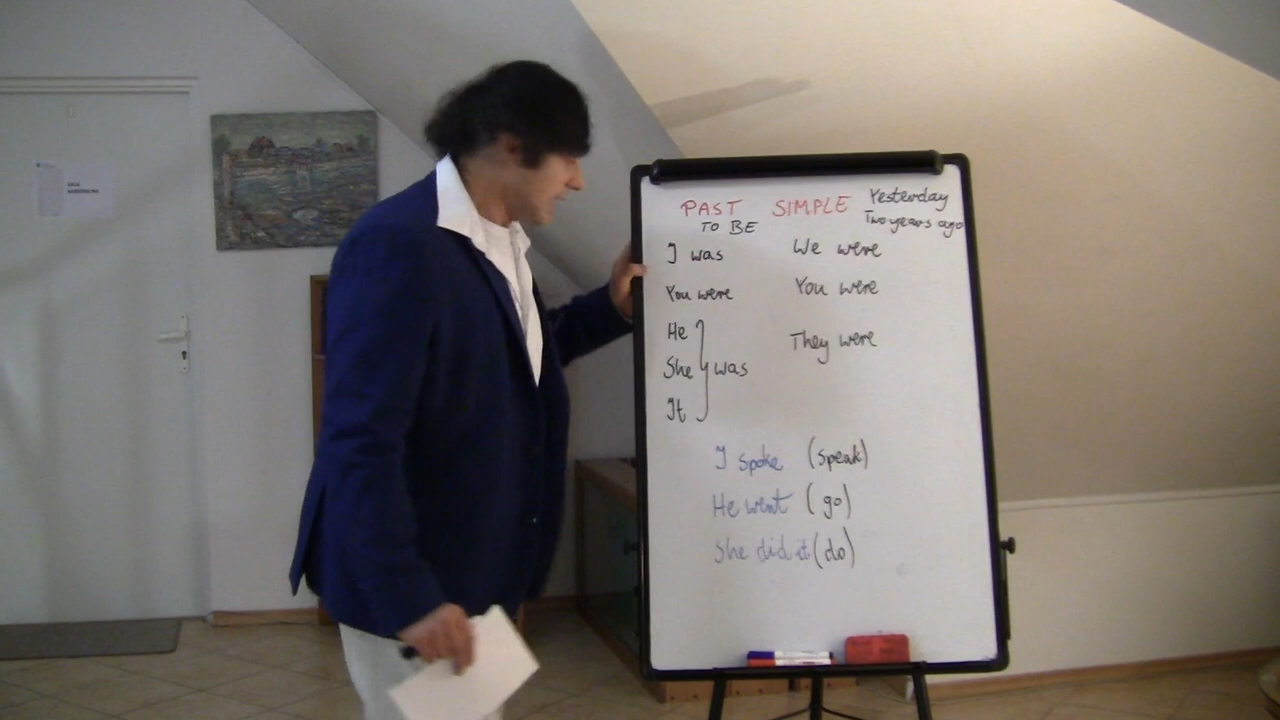 PAST SIMPLE Yesterday
TO BE Two years ago
I was We were
You were You were
He
They were
She was
It
I spoke (speak)
He went (go)
She did it (do)